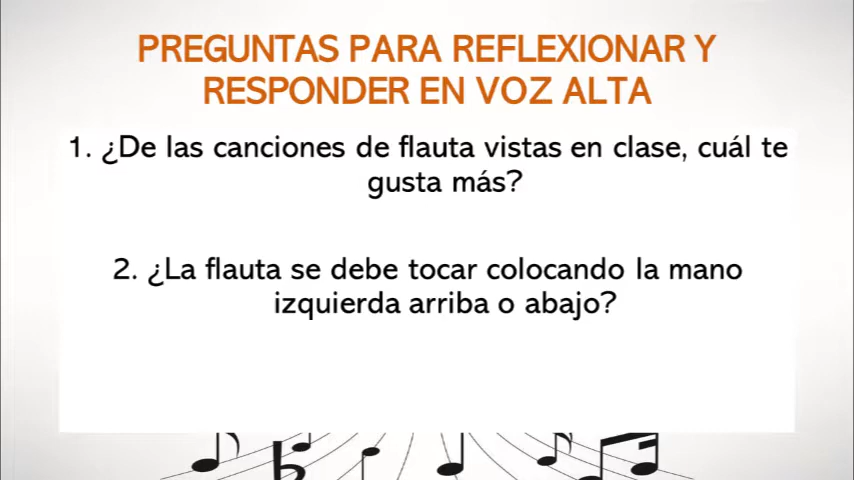 PREGUNTAS PARA REFLEXIONAR Y
RESPONDER EN VOZ ALTA
1. ¿De las canciones de flauta vistas en clase, cuál te
gusta más?
2. ¿La flauta se debe tocar colocando la mano
izquierda arriba o abajo?